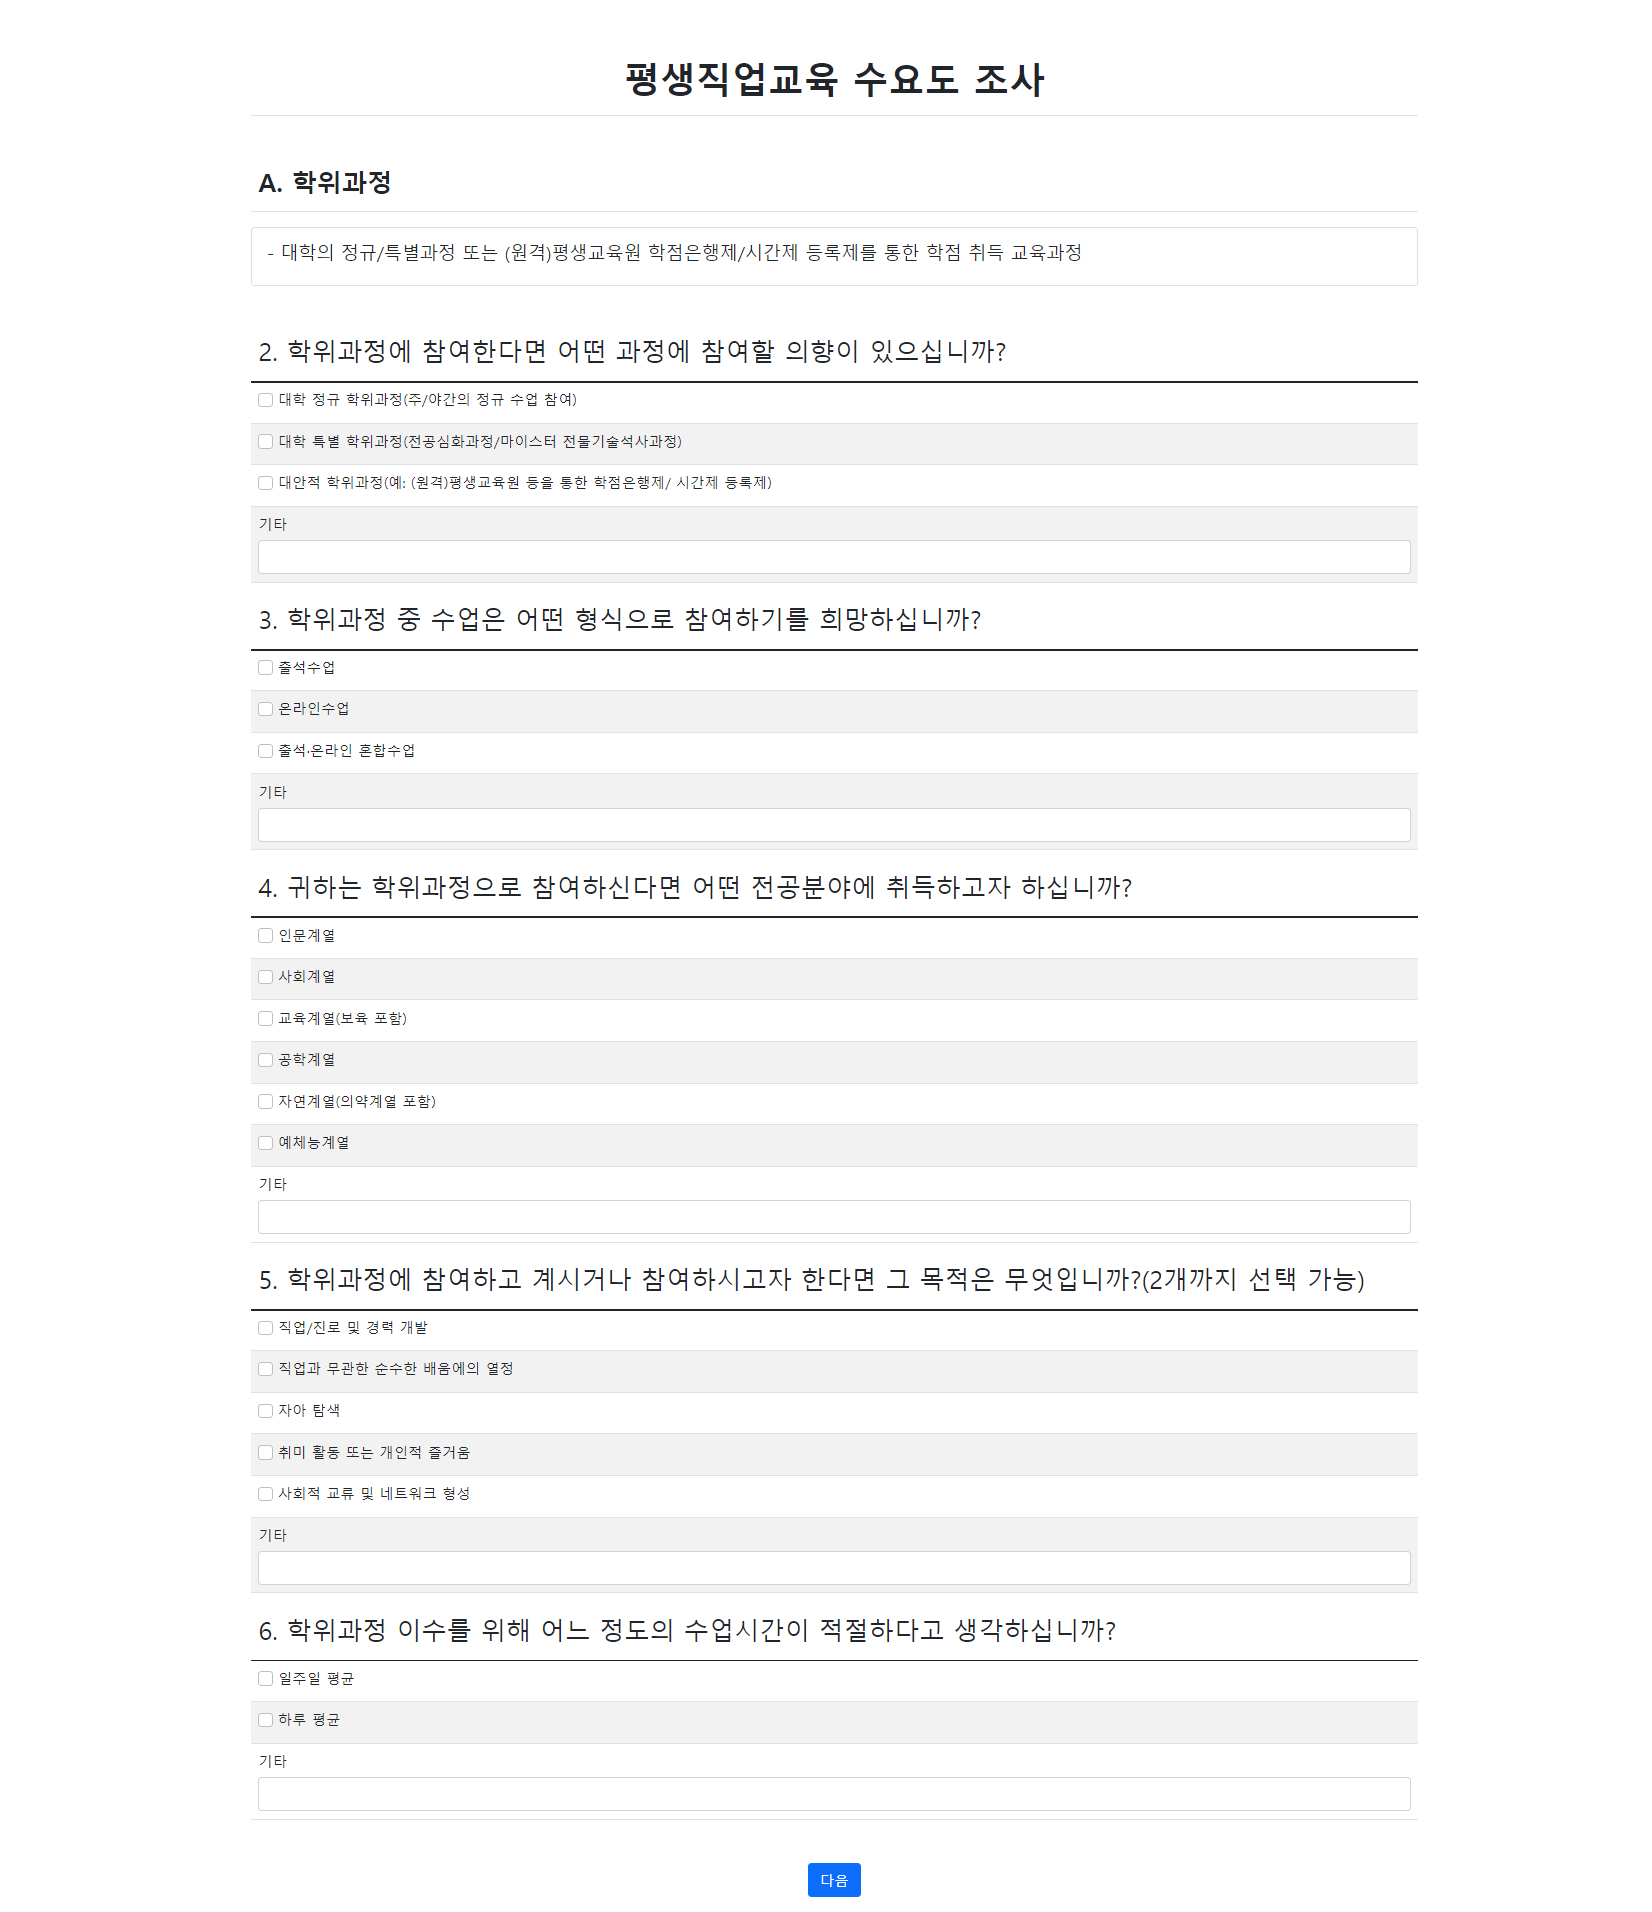 평생직업교육 수요도 조사
A. 학위과정
- 대학의 정규/특별과정 또는 (원격)평생교육원 학점은행제/시간제 등록제를 통한 학점 취득 교육과정
2. 학위과정에 참여한다면 어떤 과정에 참여할 의향이 있으십니까?
대학 정규 학위과정(주/야간의 정규 수업 참여)
대학 특별 학위과정(전공심화과정/마이스터 전물기술석사과정)
대안적 학위과정(예: (원격)평생교육원 등을 통한 학점은행제/ 시간제 등록제)
기타
3. 학위과정 중 수업은 어떤 형식으로 참여하기를 희망하십니까?
출석수업
온라인수업
출석·온라인 혼합수업
기타
4. 귀하는 학위과정으로 참여하신다면 어떤 전공분야에 취득하고자 하십니까?
인문계열
사회계열
교육계열(보육 포함)
공학계열
자연계열(의약계열 포함)
예체능계열
기타
5. 학위과정에 참여하고 계시거나 참여하시고자 한다면 그 목적은 무엇입니까?(2개까지 선택 가능)
직업/진로 및 경력 개발
직업과 무관한 순수한 배움에의 열정
자아 탐색
취미 활동 또는 개인적 즐거움
사회적 교류 및 네트워크 형성
기타
6. 학위과정 이수를 위해 어느 정도의 수업시간이 적절하다고 생각하십니까?
일주일 평균
하루 평균
기타
다음